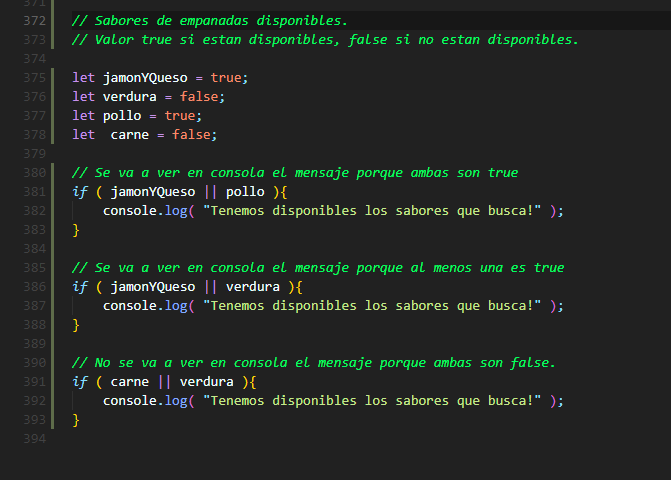 371
372 // Sabores de empanadas disponibles.
373 // Valor true si estan disponibles, false si no estan disponibles.
374
375 let jamonYQueso = true;
376 let verdura = false;
377 let pollo = true;
378 let  carne = false;
379
380 // Se va a ver en consola el mensaje porque ambas son true
381 if ( jamonYQueso || pollo ){
382     console.log( "Tenemos disponibles los sabores que busca!" );
383 }
384
385 // Se va a ver en consola el mensaje porque al menos una es true
386 if ( jamonYQueso || verdura ){
387     console.log( "Tenemos disponibles los sabores que busca!" );
388 }
389
390 // No se va a ver en consola el mensaje porque ambas son false.
391 if ( carne || verdura ){
392     console.log( "Tenemos disponibles los sabores que busca!" );
393 }
394